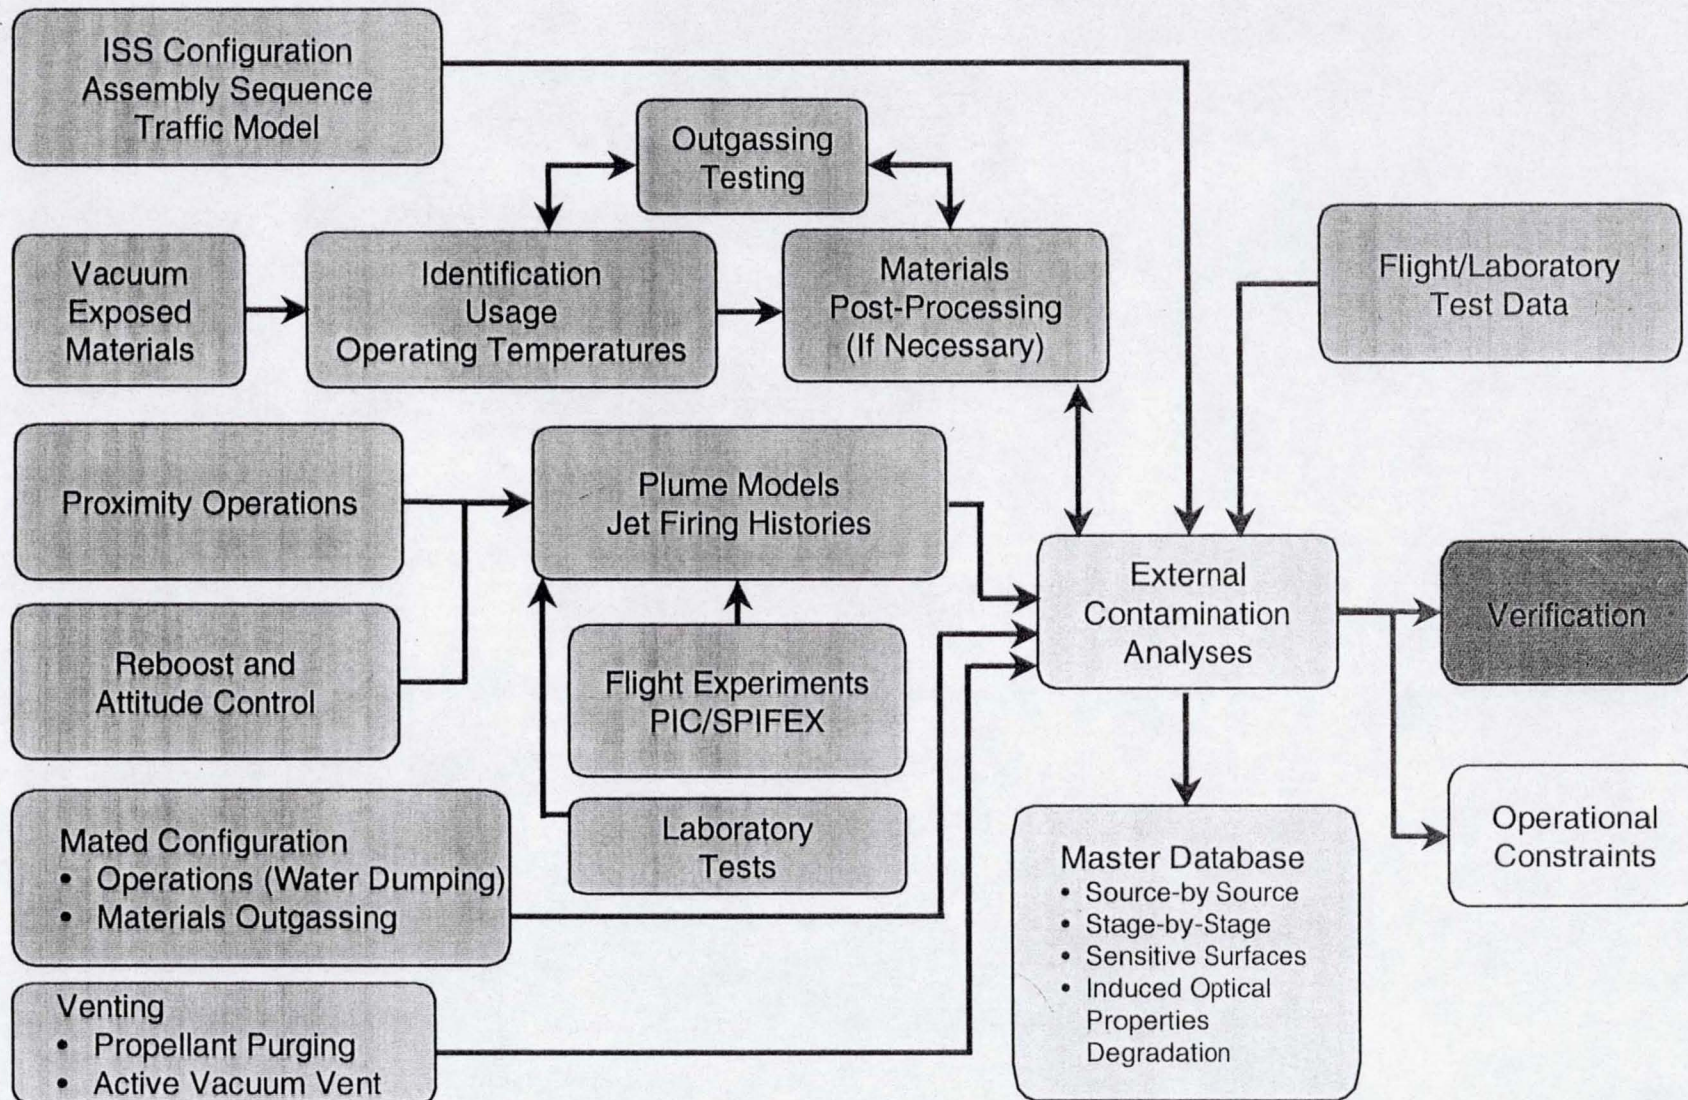 ISS Configuration
Assembly Sequence
Traffic Model
Outgassing
Testing
Vacuum
Exposed
Materials
Identification
Usage
Operating Temperatures
Materials
Post-Processing
(If Necessary)
Flight/Laboratory
Test Data
Proximity Operations
Plume Models
Jet Firing Histories
Reboost and
Attitude Control
Flight Experiments
PIC/SPIFEX
External
Contamination
Analyses
Verification
Mated Configuration
• Operations (Water Dumping)
• Materials Outgassing
Laboratory
Tests
Master Database
• Source-by Source
• Stage-by-Stage
• Sensitive Surfaces
• Induced Optical
Properties
Degradation
Operational
Constraints
Venting
• Propellant Purging
• Active Vacuum Vent